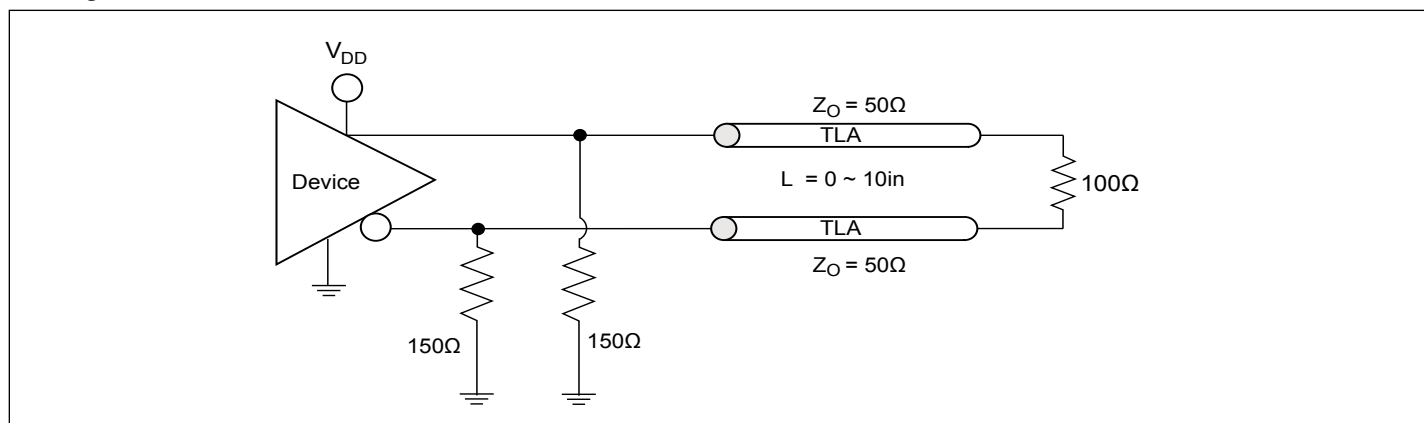 V_DD
Z_O = 50Ω
TLA
Device
L = 0 ~ 10in
100Ω
TLA
Z_O = 50Ω
150Ω
150Ω